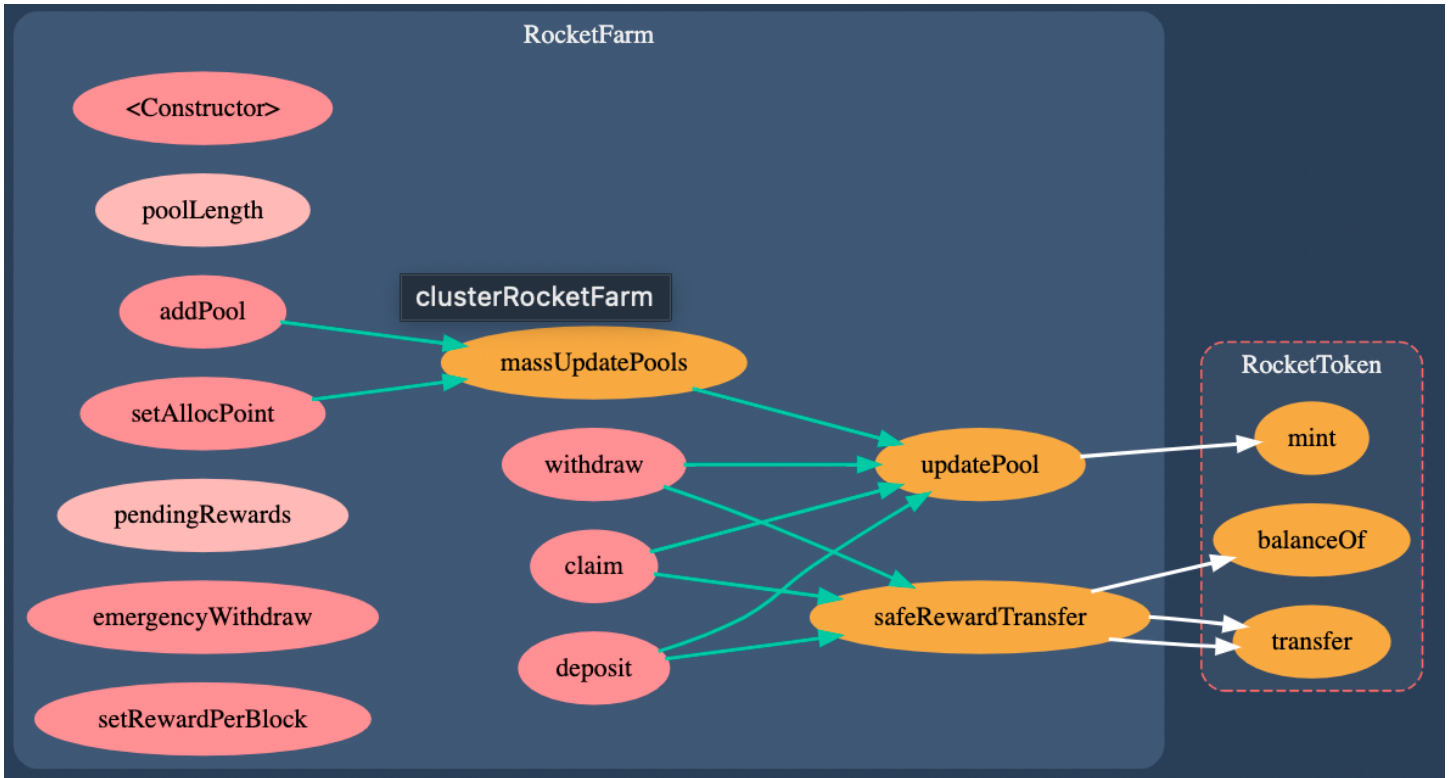 RocketFarm
<Constructor>
poolLength
addPool
clusterRocketFarm
massUpdatePools
RocketToken
setAllocPoint
mint
withdraw
updatePool
pendingRewards
balanceOf
claim
emergencyWithdraw
safeRewardTransfer
transfer
deposit
setRewardPerBlock